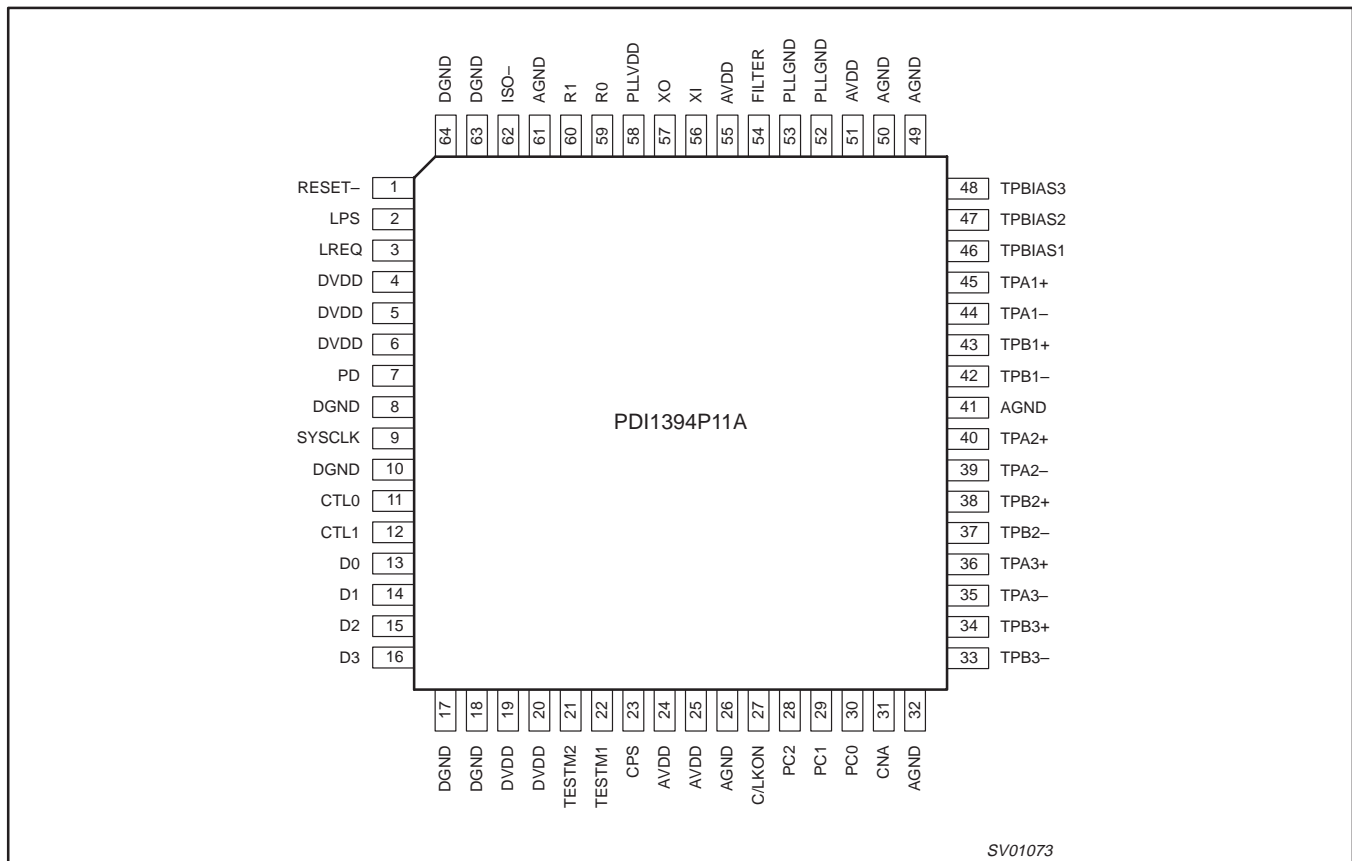 DGND DGND ISO– AGND R1 R0 PLLVDD XO XI AVDD FILTER PLLGND PLLGND AVDD AGND AGND
64 63 62 61 60 59 58 57 56 55 54 53 52 51 50 49
RESET– 1 48 TPBIAS3
LPS 2 47 TPBIAS2
LREQ 3 46 TPBIAS1
DVDD 4 45 TPA1+
DVDD 5 44 TPA1–
DVDD 6 43 TPB1+
PD 7 42 TPB1–
DGND 8 41 AGND
PDI1394P11A
SYSCLK 9 40 TPA2+
DGND 10 39 TPA2–
CTL0 11 38 TPB2+
CTL1 12 37 TPB2–
D0 13 36 TPA3+
D1 14 35 TPA3–
D2 15 34 TPB3+
D3 16 33 TPB3–
17 18 19 20 21 22 23 24 25 26 27 28 29 30 31 32
DGND DGND DVDD DVDD TESTM2 TESTM1 CPS AVDD AVDD AGND C/LKON PC2 PC1 PC0 CNA AGND
SV01073